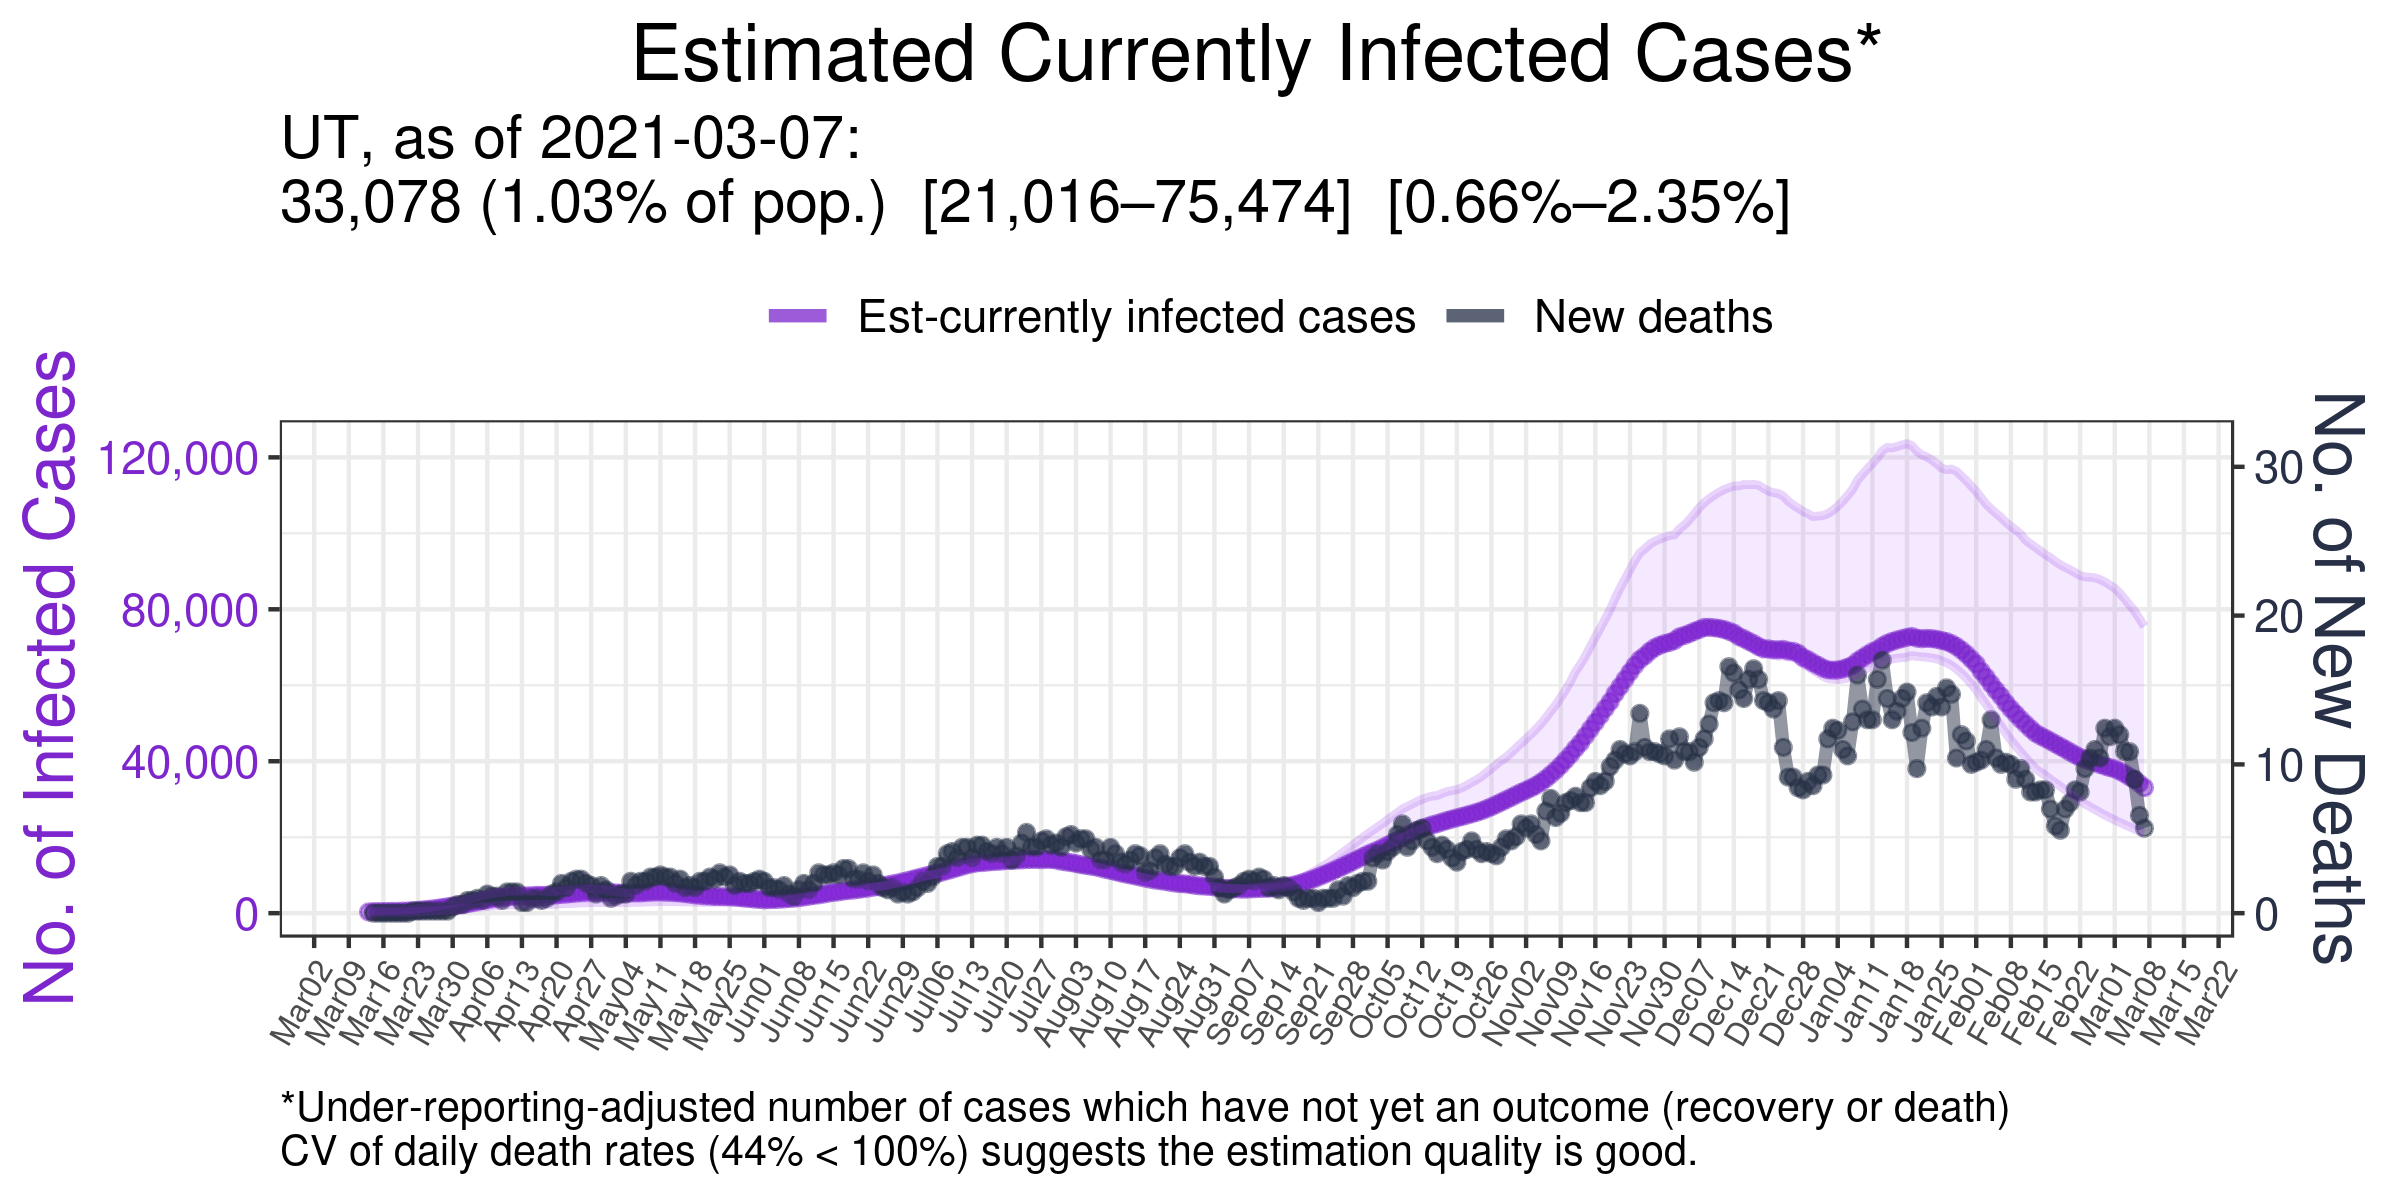 Estimated Currently Infected Cases*
UT, as of 2021-03-07:
33,078 (1.03% of pop.) [21,016–75,474] [0.66%–2.35%]
Est-currently infected cases
New deaths
No. of Infected Cases
120,000
80,000
40,000
0
30
20
10
0
No. of New Deaths
Mar02
Mar09
Mar16
Mar23
Mar30
Apr06
Apr13
Apr20
Apr27
May04
May11
May18
May25
Jun01
Jun08
Jun15
Jun22
Jun29
Jul06
Jul13
Jul20
Jul27
Aug03
Aug10
Aug17
Aug24
Aug31
Sep07
Sep14
Sep21
Sep28
Oct05
Oct12
Oct19
Oct26
Nov02
Nov09
Nov16
Nov23
Nov30
Dec07
Dec14
Dec21
Dec28
Jan04
Jan11
Jan18
Jan25
Feb01
Feb08
Feb15
Feb22
Mar01
Mar08
Mar15
Mar22
*Under-reporting-adjusted number of cases which have not yet an outcome (recovery or death)
CV of daily death rates (44% < 100%) suggests the estimation quality is good.